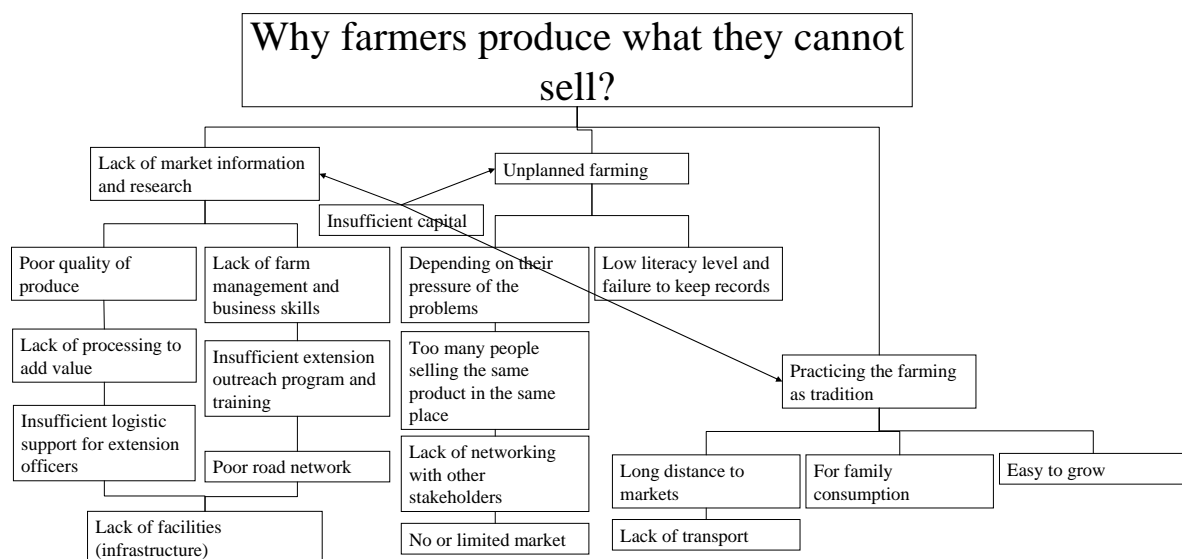 Why farmers produce what they cannot
sell?
Lack of market information
and research
Unplanned farming
Insufficient capital
Poor quality of
produce
Lack of farm
management and
business skills
Depending on their
pressure of the
problems
Low literacy level and
failure to keep records
Lack of processing to
add value
Insufficient extension
outreach program and
training
Too many people
selling the same
product in the same
place
Practicing the farming
as tradition
Insufficient logistic
support for extension
officers
Poor road network
Lack of networking
with other
stakeholders
Long distance to
markets
For family
consumption
Easy to grow
Lack of facilities
(infrastructure)
No or limited market
Lack of transport